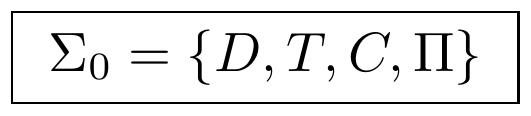 Σ₀ = {D, T, C, Π}